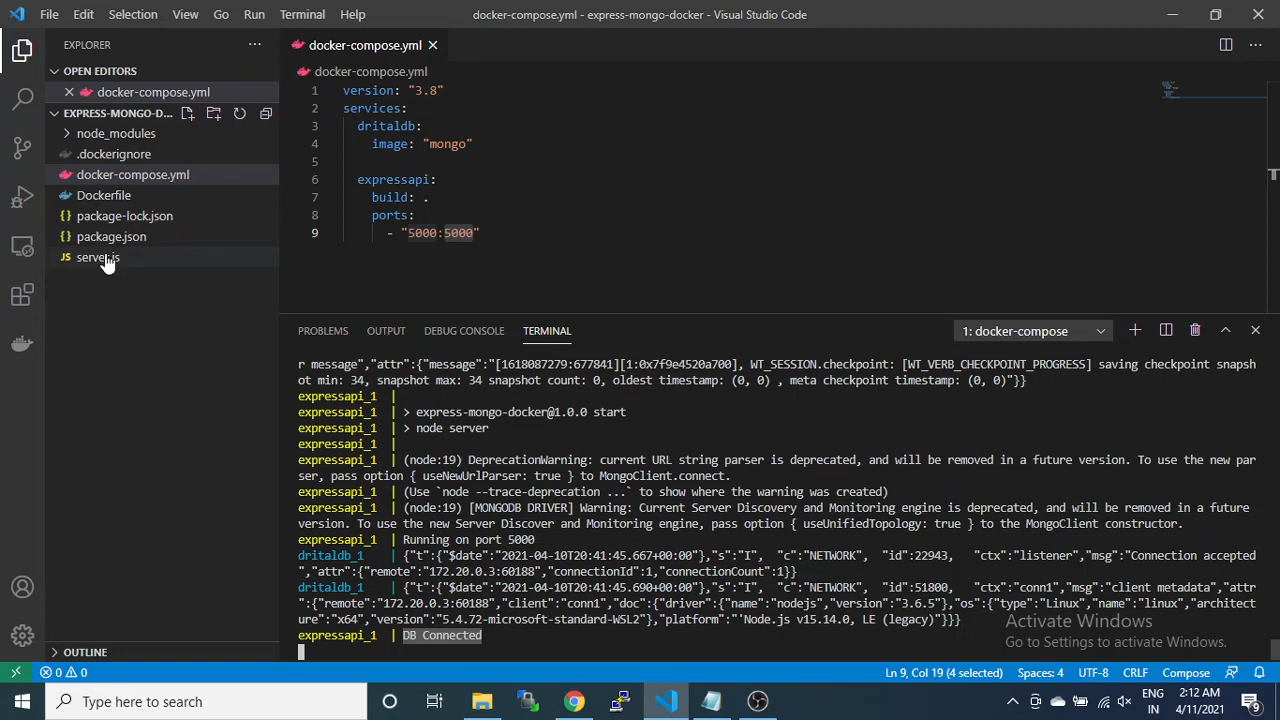 File Edit Selection View Go Run Terminal Help
docker-compose.yml - express-mongo-docker - Visual Studio Code
EXPLORER
docker-compose.yml
OPEN EDITORS
docker-compose.yml
docker-compose.yml
EXPRESS-MONGO-D...
node_modules
.dockerignore
docker-compose.yml
Dockerfile
package-lock.json
package.json
JS server.js
1 version: "3.8"
2 services:
3 dritaldb:
4 image: "mongo"
5
6 expressapi:
7 build: .
8 ports:
9 - "5000:5000"
PROBLEMS OUTPUT DEBUG CONSOLE TERMINAL 1: docker-compose
r message","attr":{"message":"[1618087279:677841][1:0x7f9e4520a700], WT_SESSION.checkpoint: [WT_VERB_CHECKPOINT_PROGRESS] saving checkpoint snapsh
ot min: 34, snapshot max: 34 snapshot count: 0, oldest timestamp: (0, 0) , meta checkpoint timestamp: (0, 0)"}}
expressapi_1 |
expressapi_1 | > express-mongo-docker@1.0.0 start
expressapi_1 | > node server
expressapi_1 |
expressapi_1 | (node:19) DeprecationWarning: current URL string parser is deprecated, and will be removed in a future version. To use the new par
ser, pass option { useNewUrlParser: true } to MongoClient.connect.
expressapi_1 | (Use `node --trace-deprecation ...` to show where the warning was created)
expressapi_1 | (node:19) [MONGODB DRIVER] Warning: Current Server Discovery and Monitoring engine is deprecated, and will be removed in a future
version. To use the new Server Discover and Monitoring engine, pass option { useUnifiedTopology: true } to the MongoClient constructor.
expressapi_1 | Running on port 5000
dritaldb_1 | {"t":{"$date":"2021-04-10T20:41:45.667+00:00"},"s":"I", "c":"NETWORK", "id":22943, "ctx":"listener","msg":"Connection accepted
","attr":{"remote":"172.20.0.3:60188","connectionId":1,"connectionCount":1}}
dritaldb_1 | {"t":{"$date":"2021-04-10T20:41:45.690+00:00"},"s":"I", "c":"NETWORK", "id":51800, "ctx":"conn1","msg":"client metadata","attr
":{"remote":"172.20.0.3:60188","client":"conn1","doc":{"driver":{"name":"nodejs","version":"3.6.5"},"os":{"type":"Linux","name":"linux","architect
ure":"x64","version":"5.4.72-microsoft-standard-WSL2"},"platform":"'Node.js v15.14.0, LE (legacy)"}}}
expressapi_1 | DB Connected
Activate Windows
Go to Settings to activate Windows.
OUTLINE
0 0 Ln 9, Col 19 (4 selected) Spaces: 4 UTF-8 CRLF Compose
Type here to search
ENG
IN
2:12 AM
4/11/2021
9